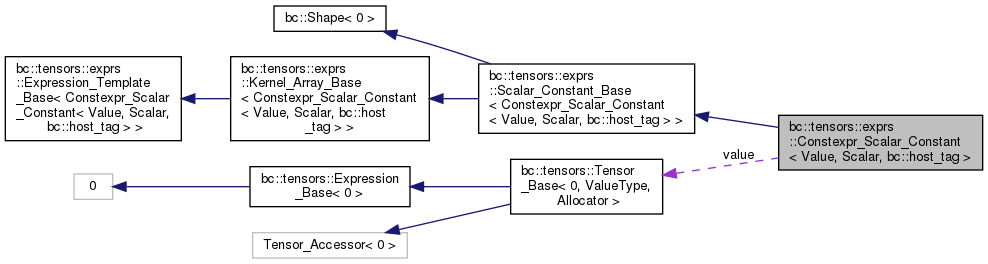 bc::Shape< 0 >
bc::tensors::exprs
::Expression_Template
_Base< Constexpr_Scalar
_Constant< Value, Scalar,
bc::host_tag > >
bc::tensors::exprs
::Kernel_Array_Base
< Constexpr_Scalar_Constant
< Value, Scalar, bc::host
_tag > >
bc::tensors::exprs
::Scalar_Constant_Base
< Constexpr_Scalar_Constant
< Value, Scalar, bc::host_tag > >
bc::tensors::exprs
::Constexpr_Scalar_Constant
< Value, Scalar, bc::host_tag >
value
0
bc::tensors::Expression
_Base< 0 >
bc::tensors::Tensor
_Base< 0, ValueType,
Allocator >
Tensor_Accessor< 0 >